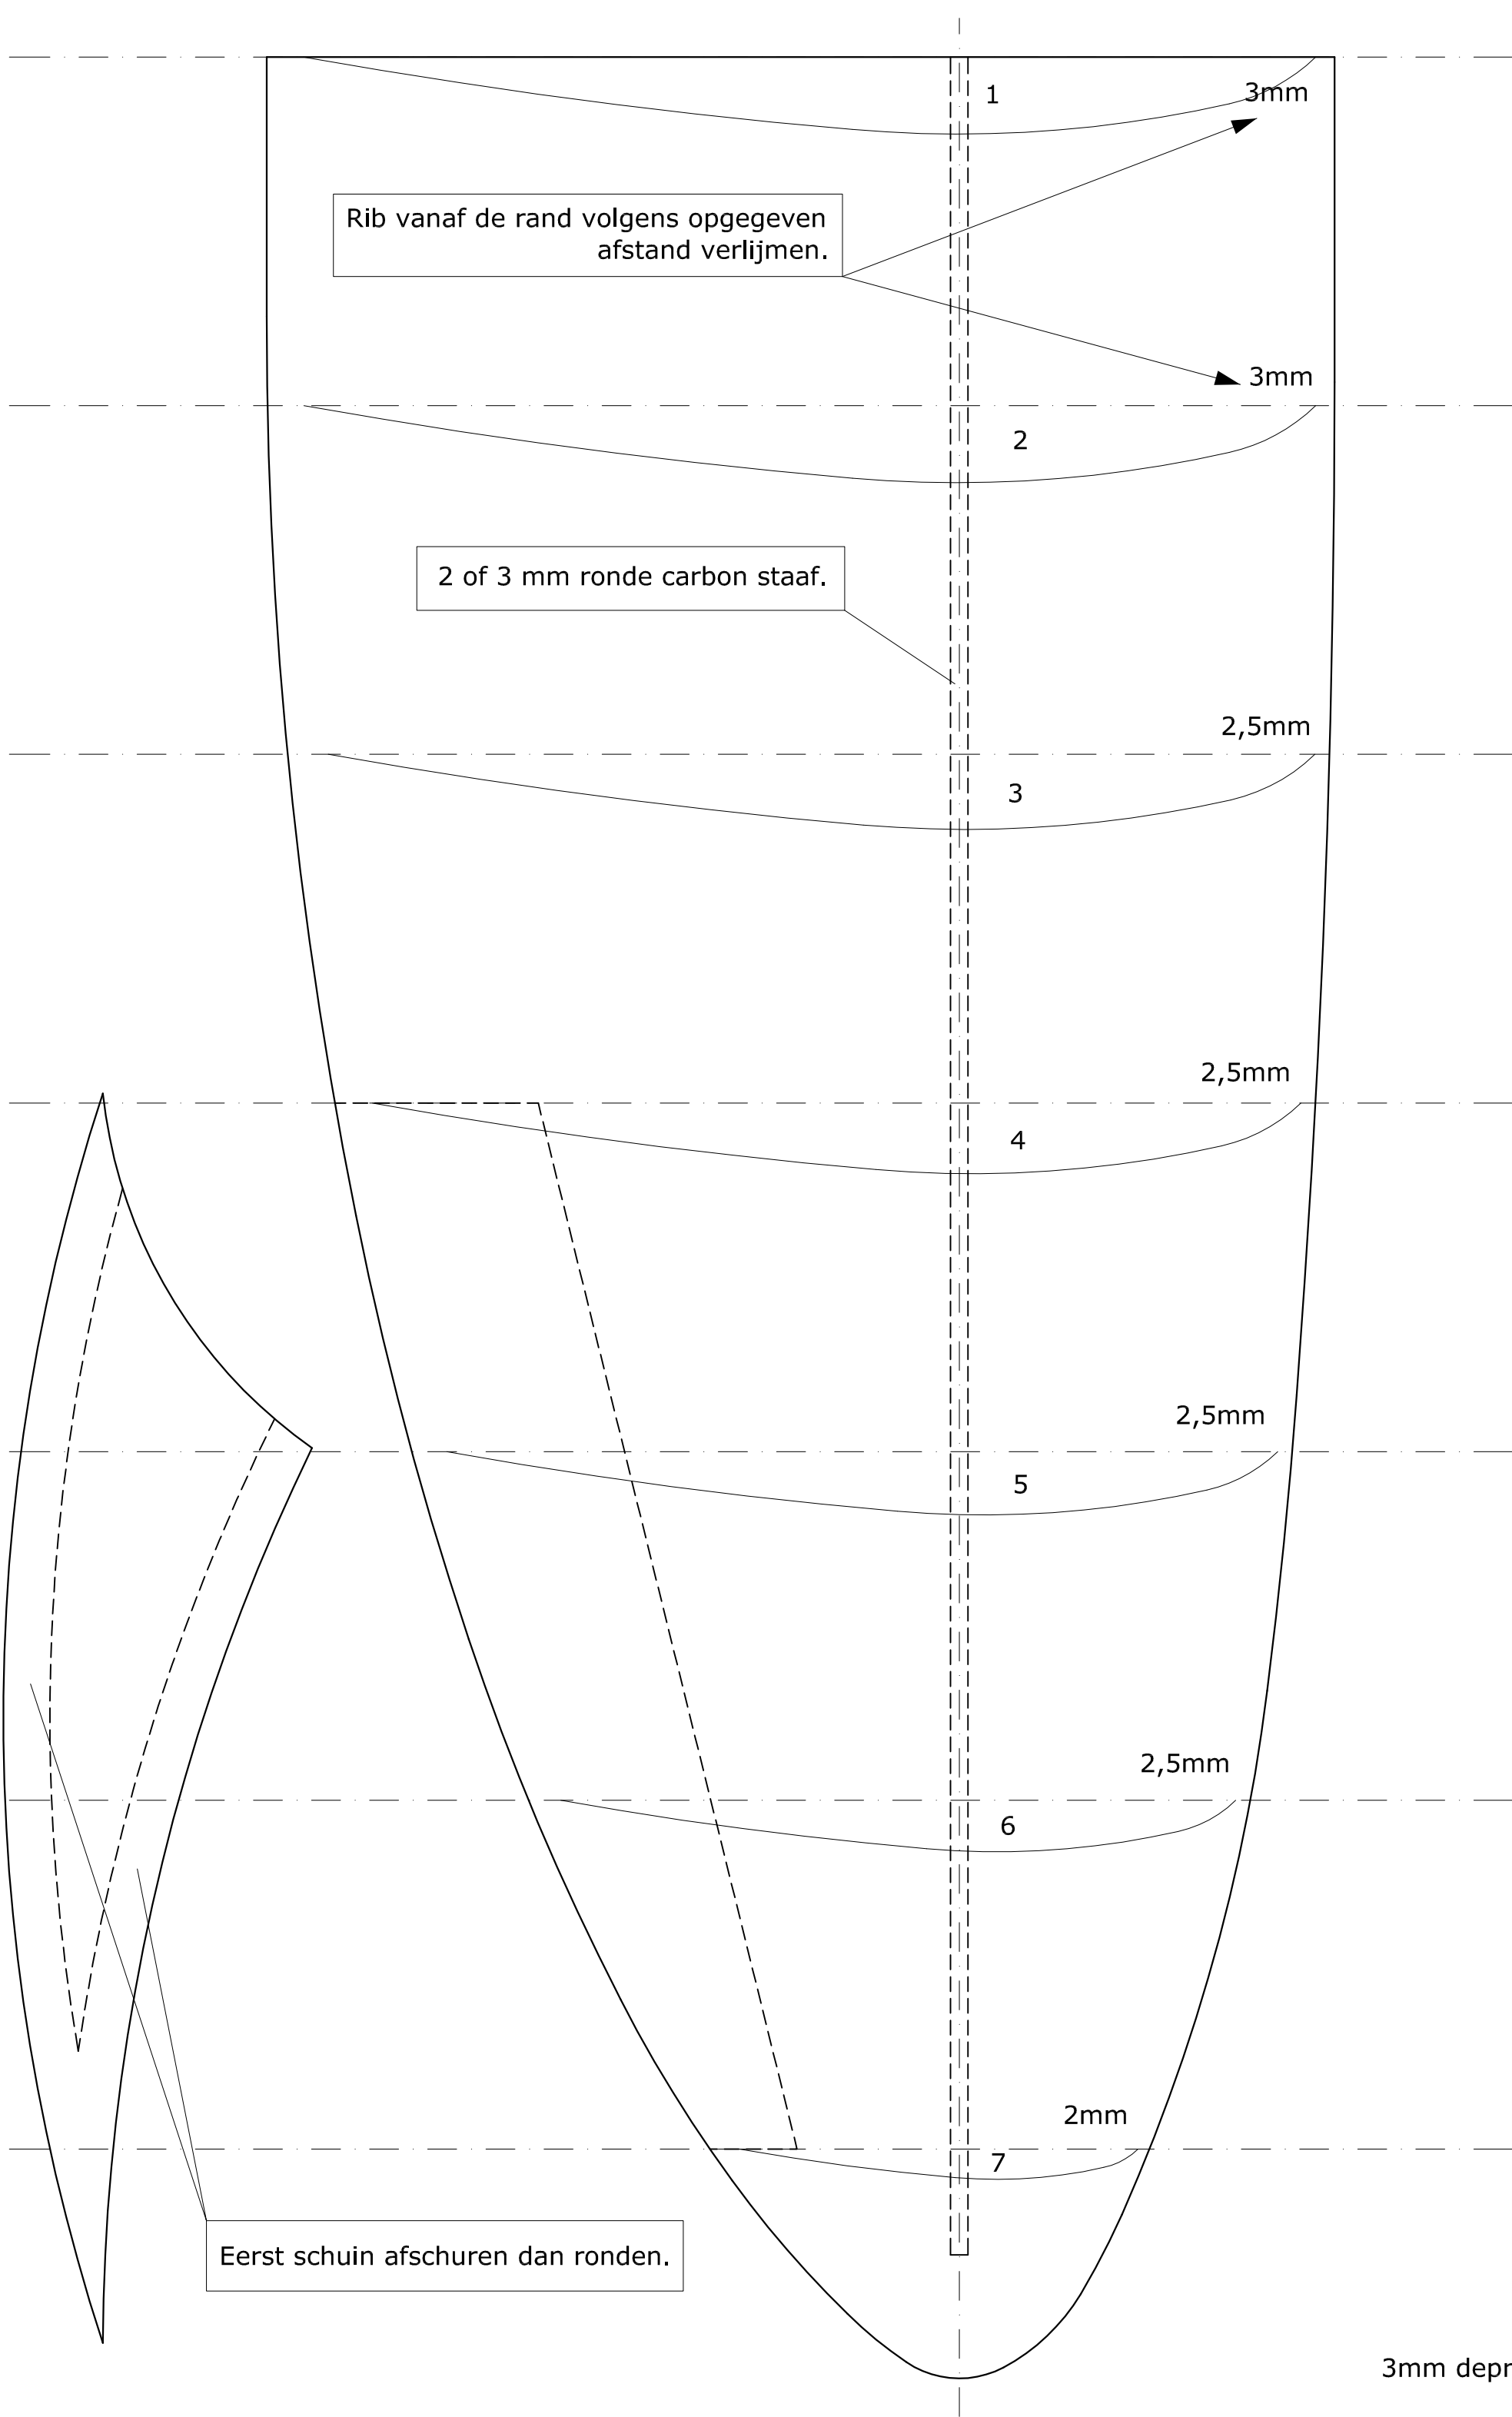 1
3mm
Rib vanaf de rand volgens opgegeven
afstand verlijmen.
3mm
2
2 of 3 mm ronde carbon staaf.
2,5mm
3
2,5mm
4
2,5mm
5
2,5mm
6
2mm
7
Eerst schuin afschuren dan ronden.
3mm